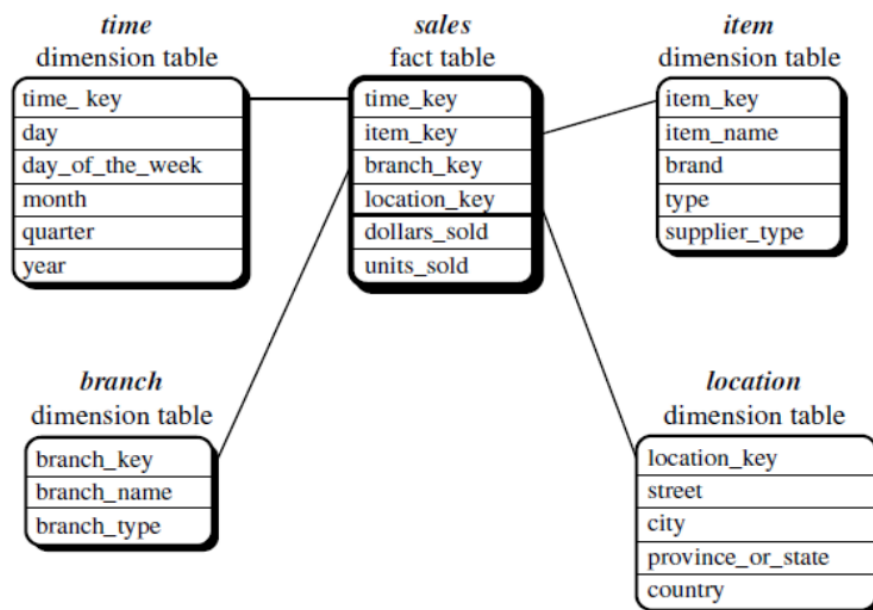 time
dimension table
time_ key
day
day_of_the_week
month
quarter
year
sales
fact table
time_key
item_key
branch_key
location_key
dollars_sold
units_sold
item
dimension table
item_key
item_name
brand
type
supplier_type
branch
dimension table
branch_key
branch_name
branch_type
location
dimension table
location_key
street
city
province_or_state
country